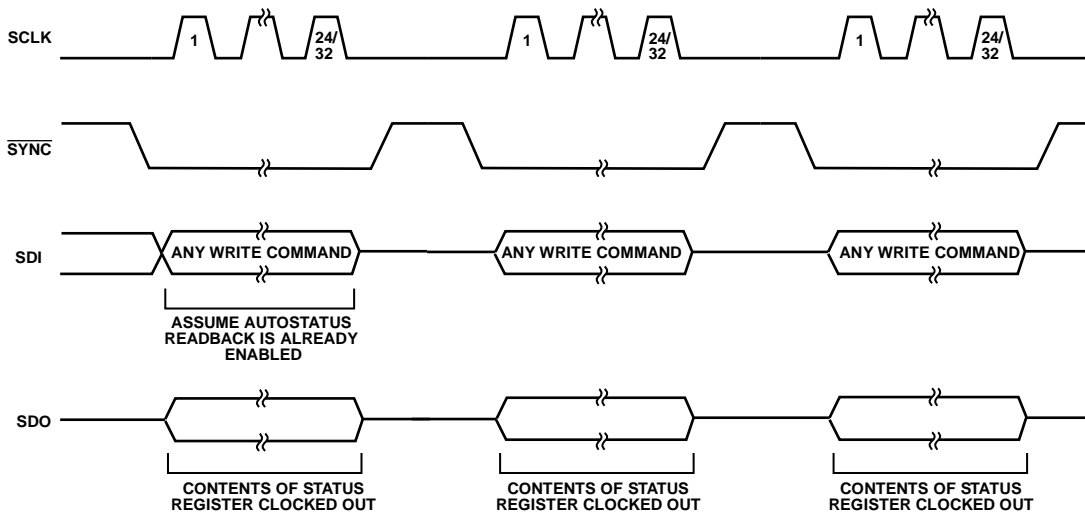 SCLK
1
24/
32
1
24/
32
1
24/
32
SYNC
SDI
ANY WRITE COMMAND
ANY WRITE COMMAND
ANY WRITE COMMAND
ASSUME AUTOSTATUS
READBACK IS ALREADY
ENABLED
SDO
CONTENTS OF STATUS
REGISTER CLOCKED OUT
CONTENTS OF STATUS
REGISTER CLOCKED OUT
CONTENTS OF STATUS
REGISTER CLOCKED OUT